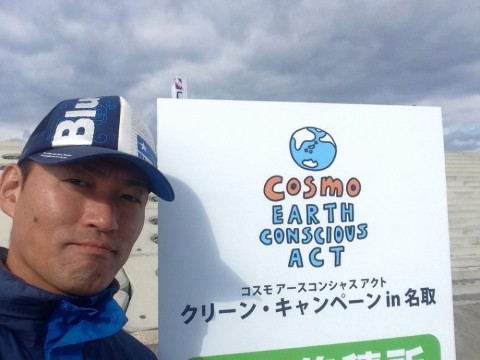 Blu
COSMO
EARTH
CONSCIOUS
ACT
コスモ アースコンシャス アクト
クリーン・キャンペーン in 名取